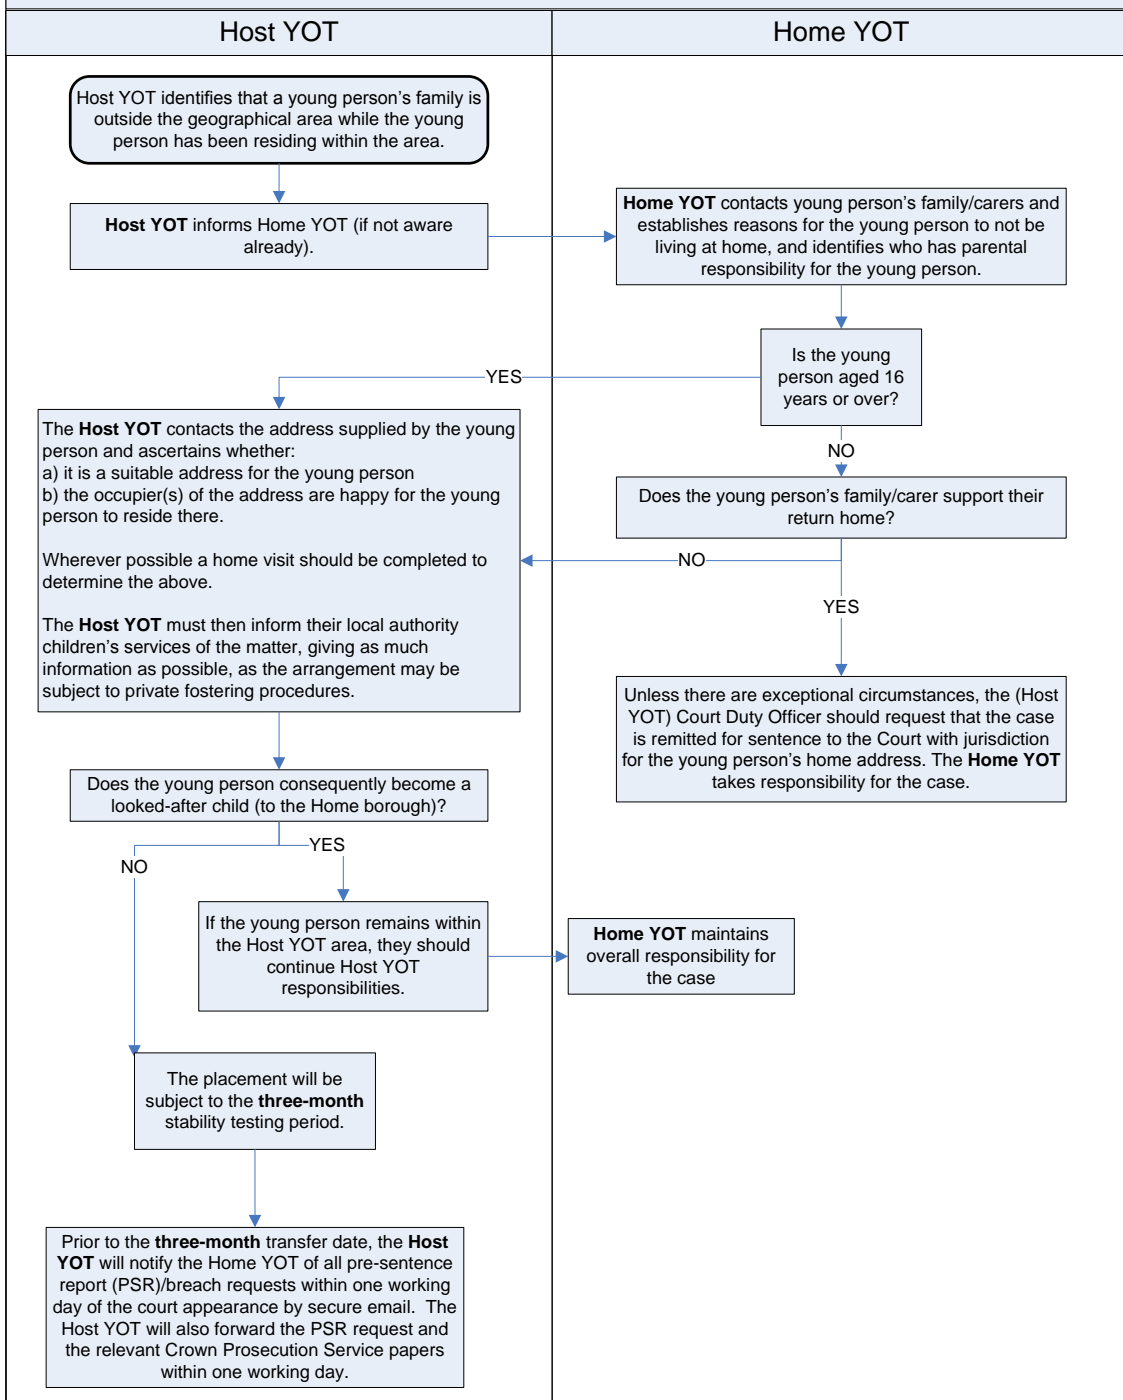 Host YOT
Home YOT
Host YOT identifies that a young person's family is
outside the geographical area while the young
person has been residing within the area.
Host YOT informs Home YOT (if not aware
already).
Home YOT contacts young person's family/carers and
establishes reasons for the young person to not be
living at home, and identifies who has parental
responsibility for the young person.
Is the young
person aged 16
years or over?
YES
NO
The Host YOT contacts the address supplied by the young
person and ascertains whether:
a) it is a suitable address for the young person
b) the occupier(s) of the address are happy for the young
person to reside there.
Wherever possible a home visit should be completed to
determine the above.
The Host YOT must then inform their local authority
children's services of the matter, giving as much
information as possible, as the arrangement may be
subject to private fostering procedures.
Does the young person's family/carer support their
return home?
NO
YES
Unless there are exceptional circumstances, the (Host
YOT) Court Duty Officer should request that the case
is remitted for sentence to the Court with jurisdiction
for the young person's home address. The Home YOT
takes responsibility for the case.
Does the young person consequently become a
looked-after child (to the Home borough)?
YES
NO
If the young person remains within
the Host YOT area, they should
continue Host YOT
responsibilities.
Home YOT maintains
overall responsibility for
the case
The placement will be
subject to the three-month
stability testing period.
Prior to the three-month transfer date, the Host
YOT will notify the Home YOT of all pre-sentence
report (PSR)/breach requests within one working
day of the court appearance by secure email. The
Host YOT will also forward the PSR request and
the relevant Crown Prosecution Service papers
within one working day.